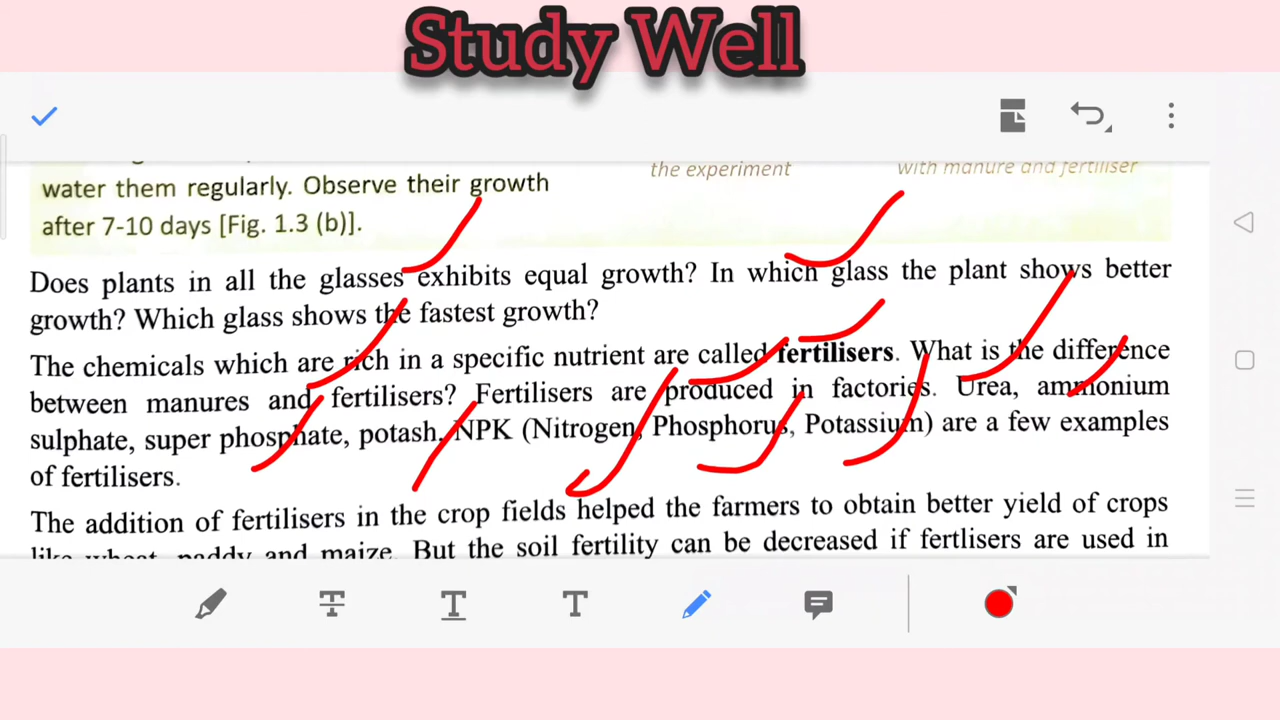 Study Well
the experiment
with manure and fertiliser
water them regularly. Observe their growth
after 7-10 days [Fig. 1.3 (b)].
Does plants in all the glasses exhibits equal growth? In which glass the plant shows better
growth? Which glass shows the fastest growth?
The chemicals which are rich in a specific nutrient are called fertilisers. What is the difference
between manures and fertilisers? Fertilisers are produced in factories. Urea, ammonium
sulphate, super phosphate, potash, NPK (Nitrogen, Phosphorus, Potassium) are a few examples
of fertilisers.
The addition of fertilisers in the crop fields helped the farmers to obtain better yield of crops
like wheat, paddy and maize. But the soil fertility can be decreased if fertlisers are used in
T
T
T